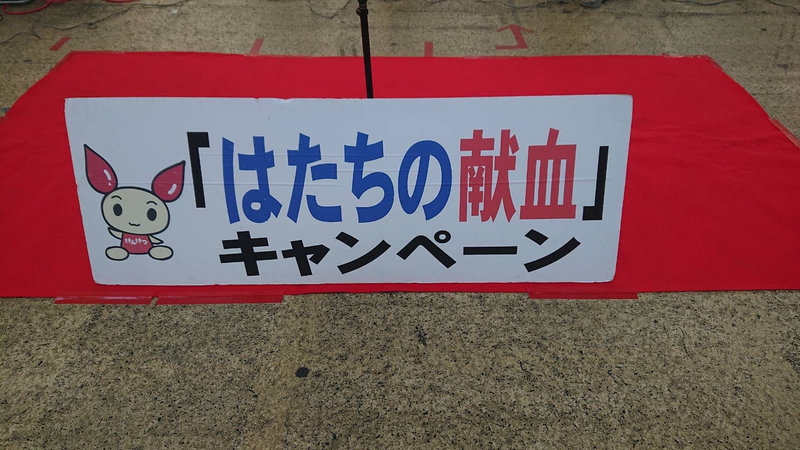 「はたちの献血」
キャンペーン
けんけつ